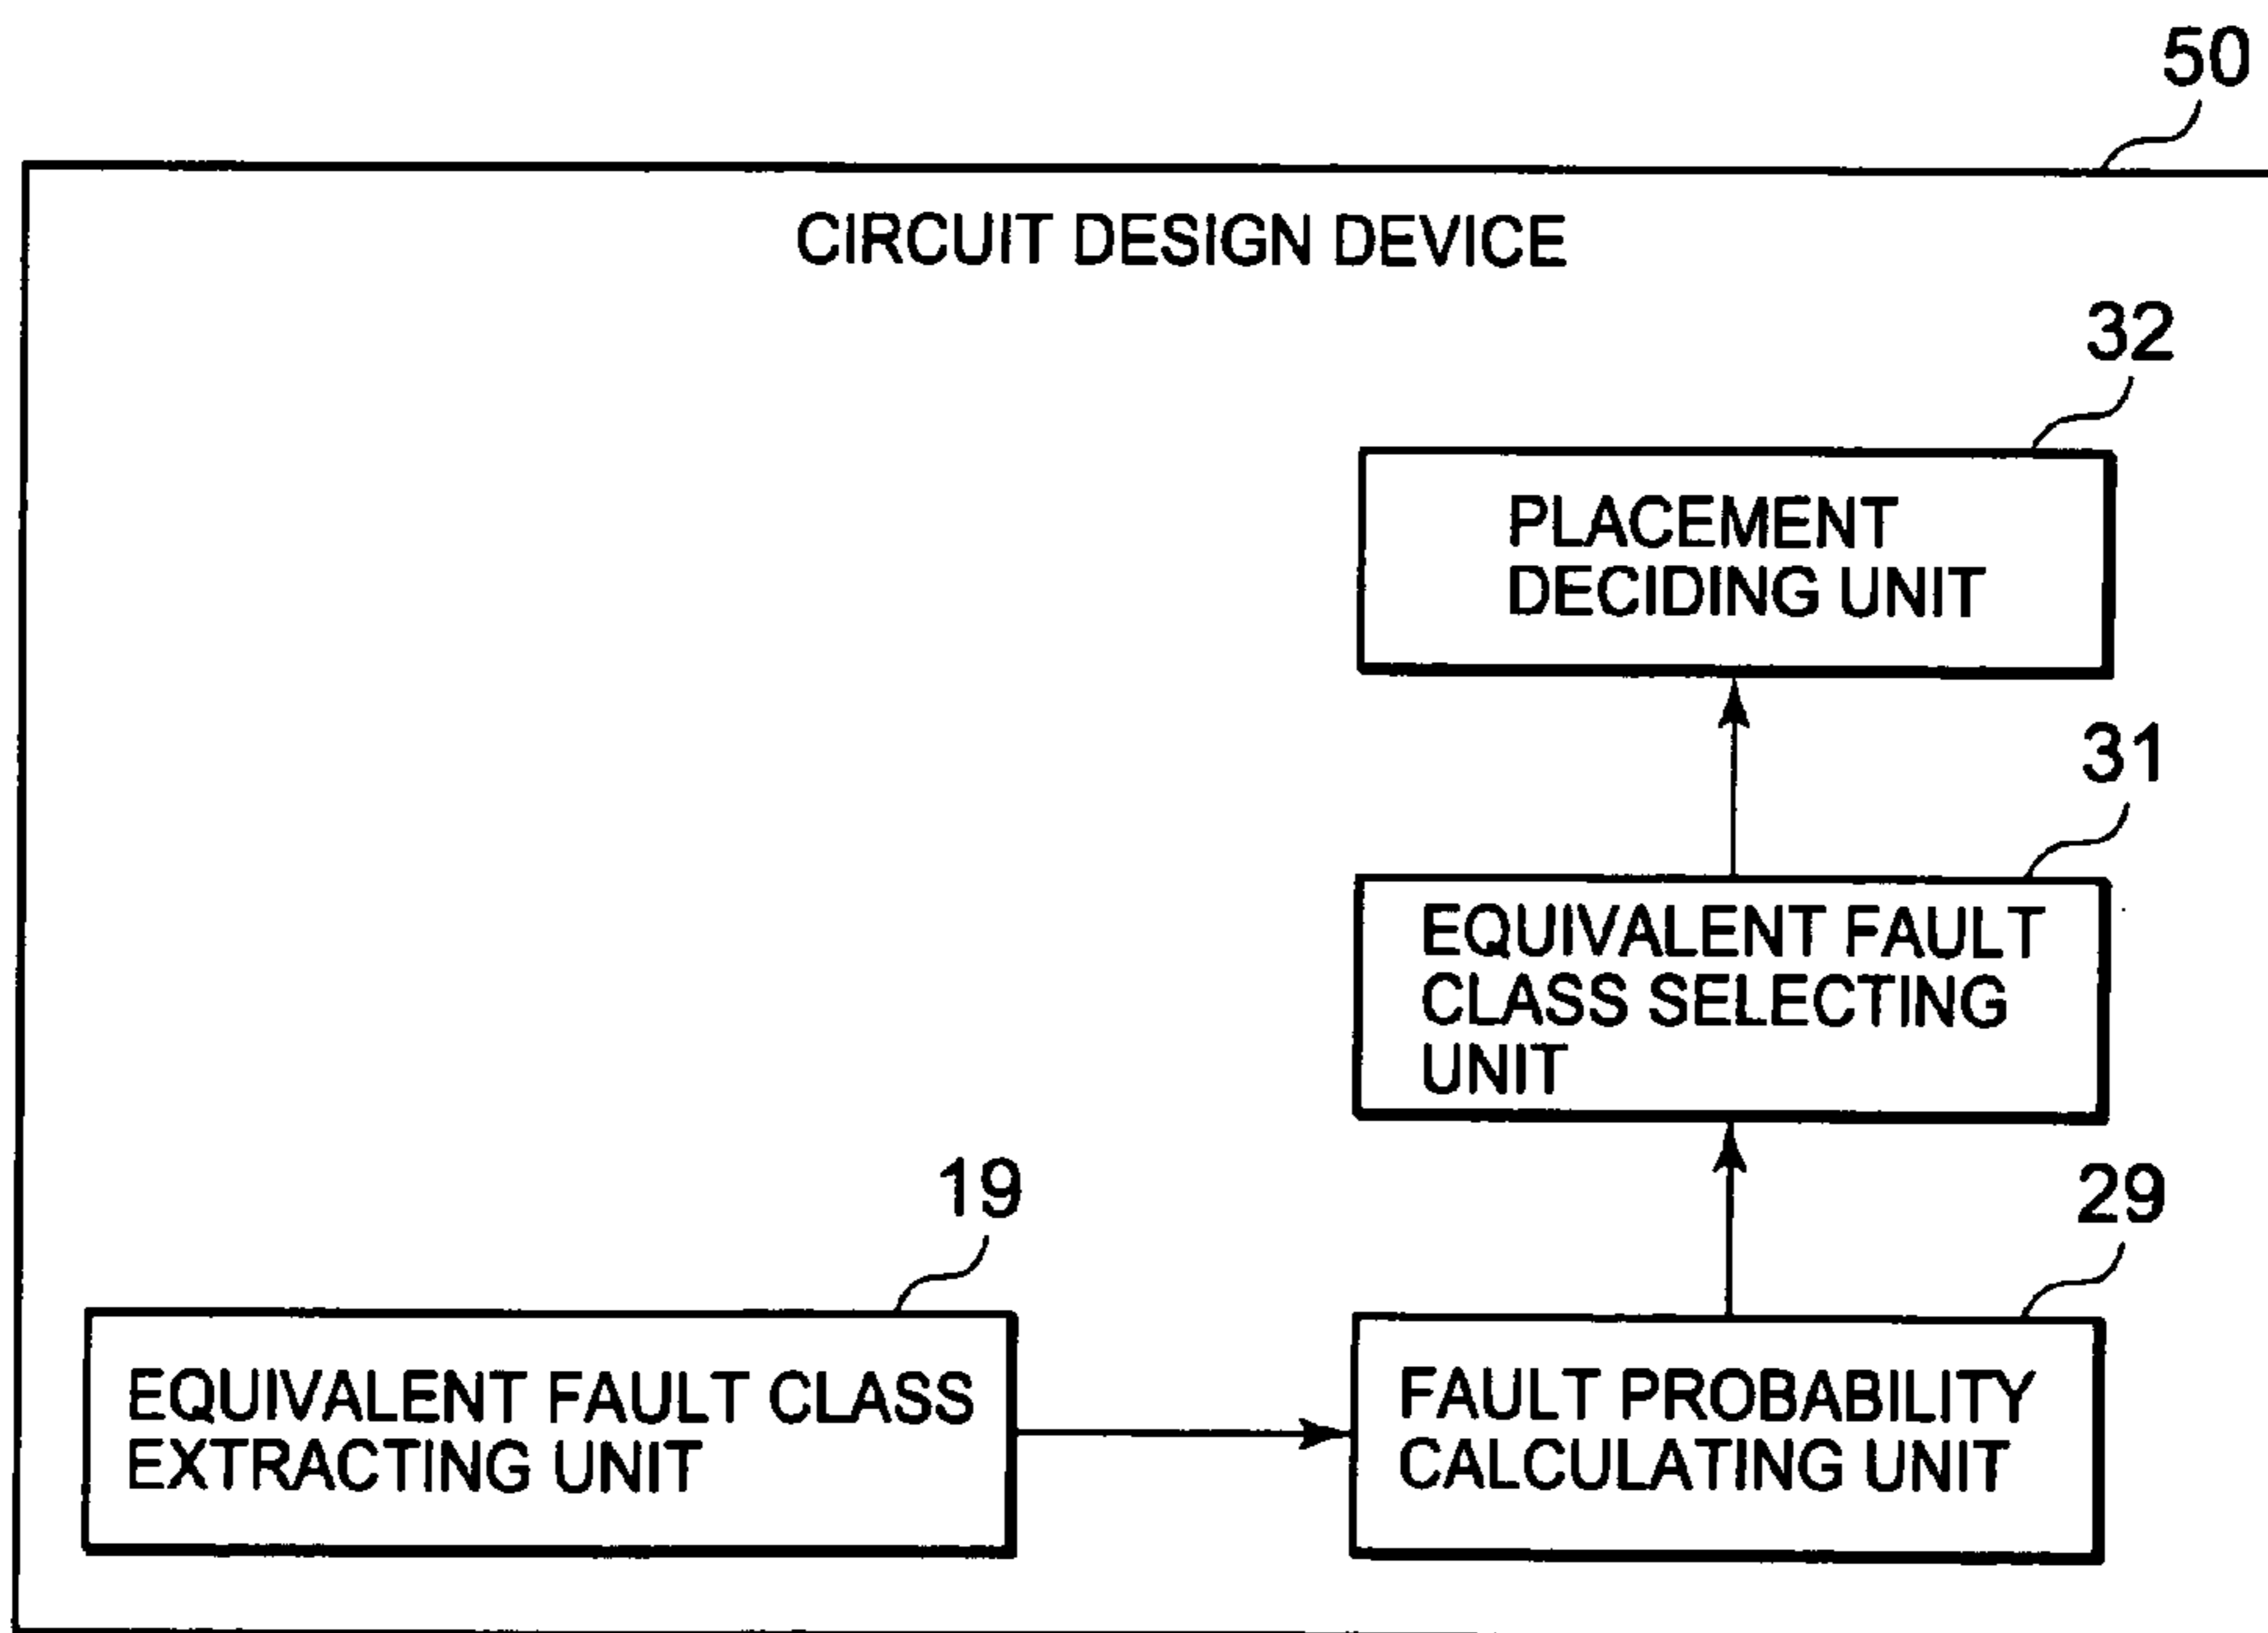 50
CIRCUIT DESIGN DEVICE
32
PLACEMENT
DECIDING UNIT
31
EQUIVALENT FAULT
CLASS SELECTING
UNIT
19
29
EQUIVALENT FAULT CLASS
EXTRACTING UNIT
FAULT PROBABILITY
CALCULATING UNIT